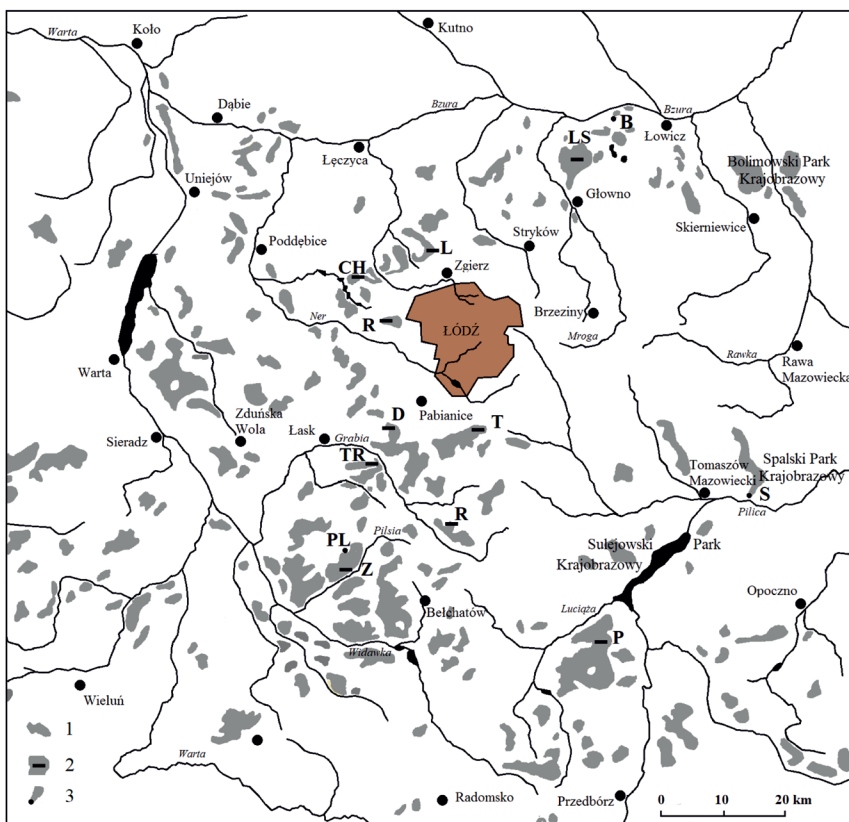 Kutno
Warta
Koło
Dąbie
Bzura
Bzura
B
Łowicz
LS
Łęczyca
Bolimowski Park
Krajobrazowy
Uniejów
Głowno
Skierniewice
Stryków
L
Poddębice
CH
Zgierz
Ner
R
ŁÓDŹ
Brzeziny
Mroga
Warta
Rawka
Rawa
Mazowiecka
Pabianice
Zduńska
Wola
D
T
Sieradz
Łask
Grabia
TR
Spalski Park
Krajobrazowy
Tomaszów
Mazowiecki
S
Pilica
R
PL
Pilsia
Z
Sulejowski Park
Krajobrazowy
Opoczno
Bełchatów
Luciąża
P
Widawka
Wieluń
1
2
3
Warta
Radomsko
Przedbórz
0 10 20 km